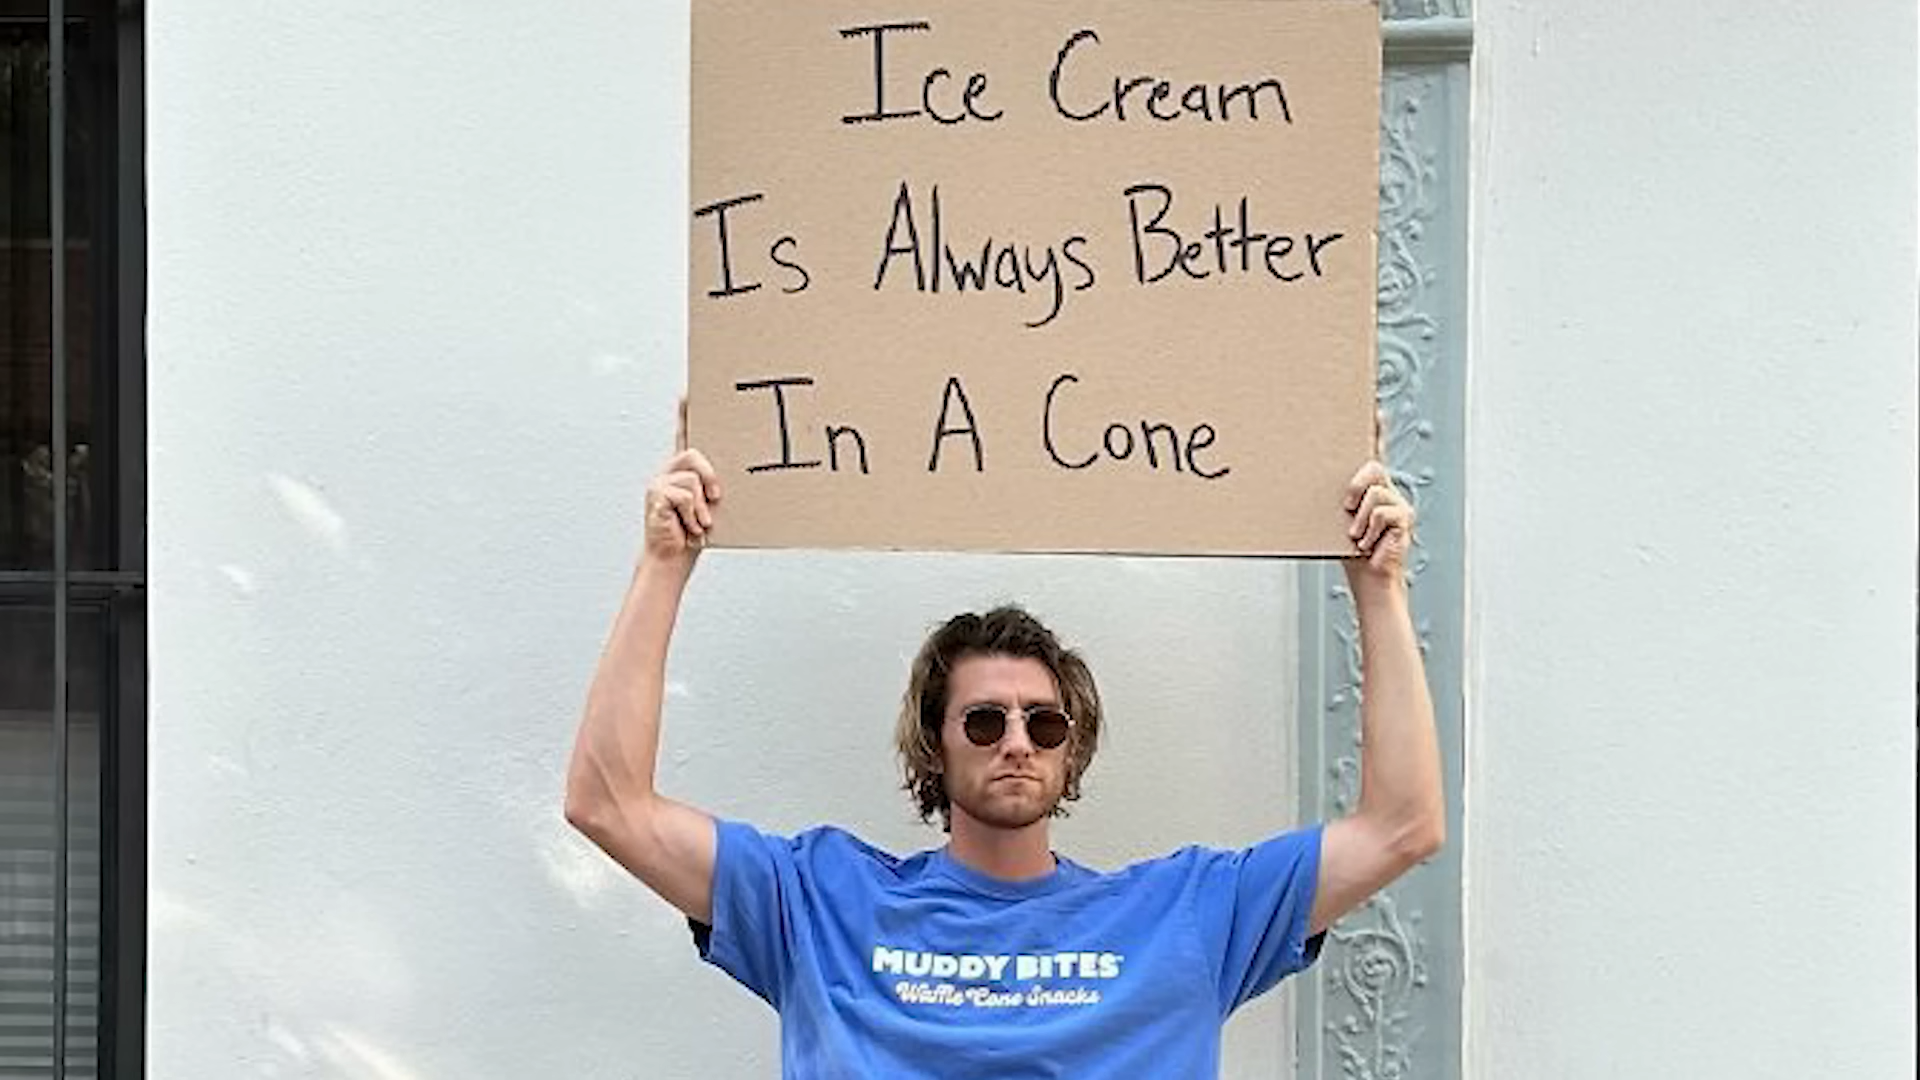 Ice Cream
Is Always Better
In A Cone
MUDDY BITES
Waffle Cone Snacks